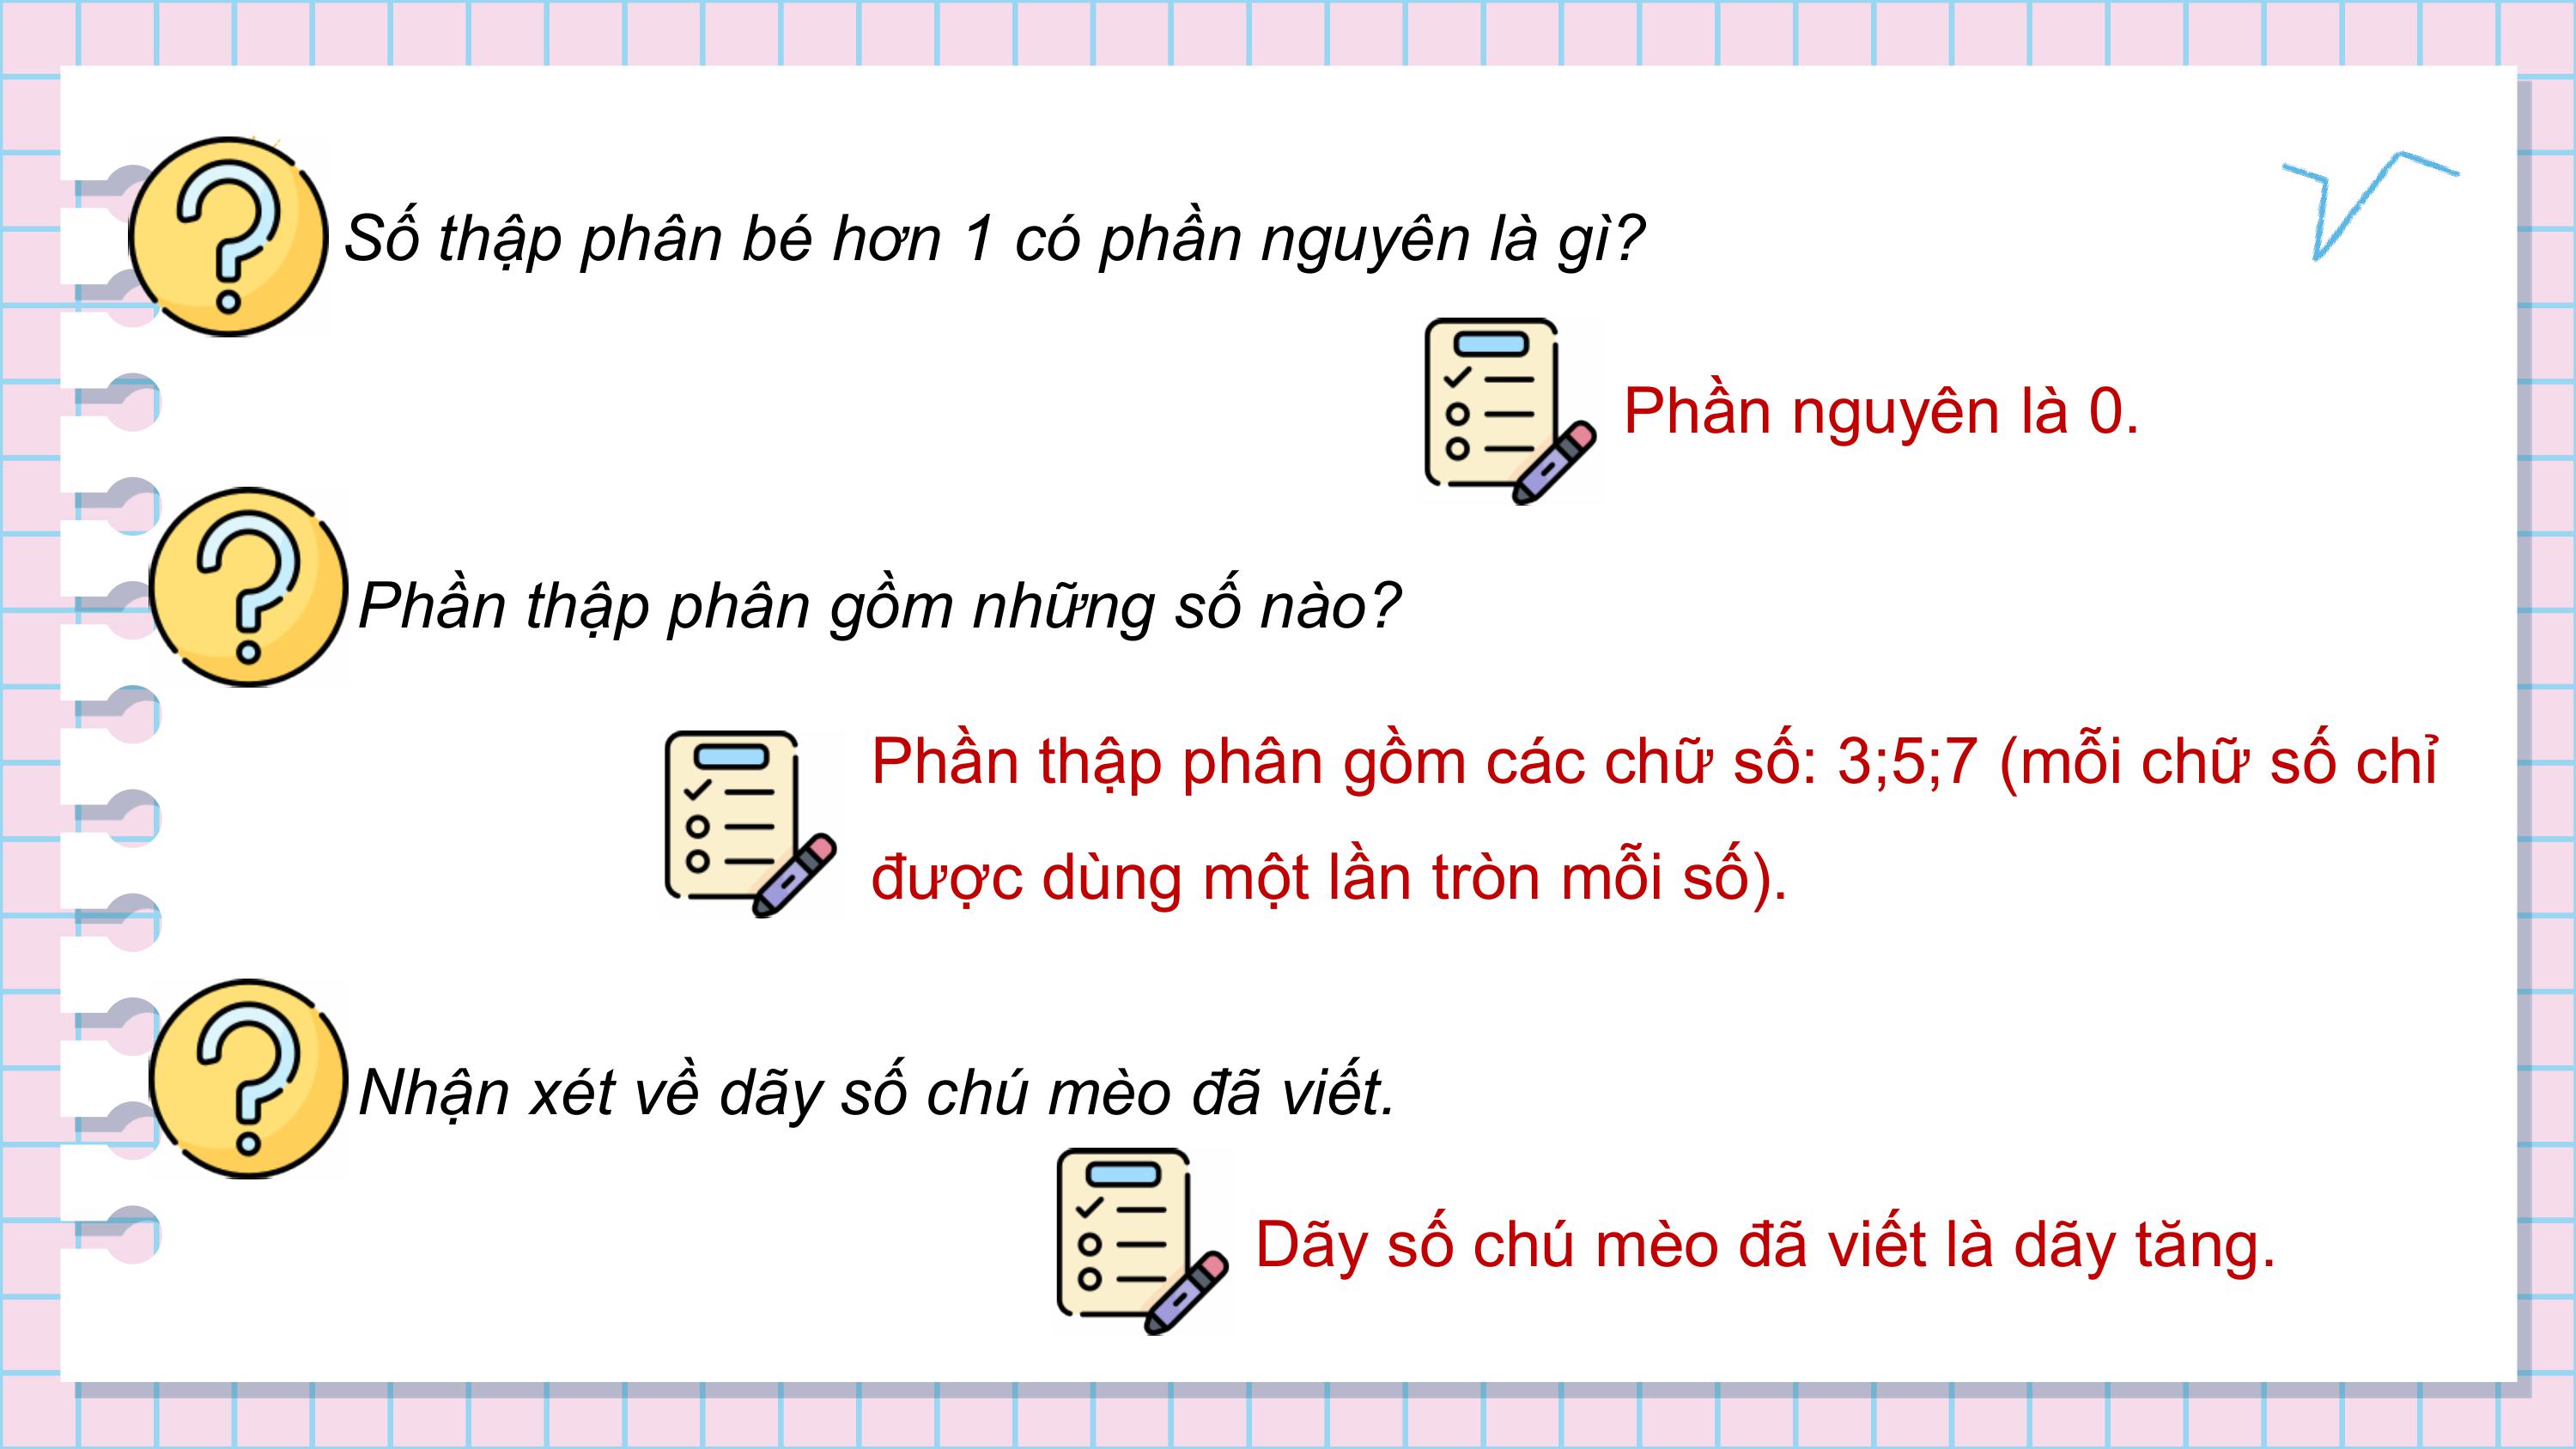 Số thập phân bé hơn 1 có phần nguyên là gì?
Phần nguyên là 0.
Phần thập phân gồm những số nào?
Phần thập phân gồm các chữ số: 3;5;7 (mỗi chữ số chỉ
được dùng một lần tròn mỗi số).
Nhận xét về dãy số chú mèo đã viết.
Dãy số chú mèo đã viết là dãy tăng.